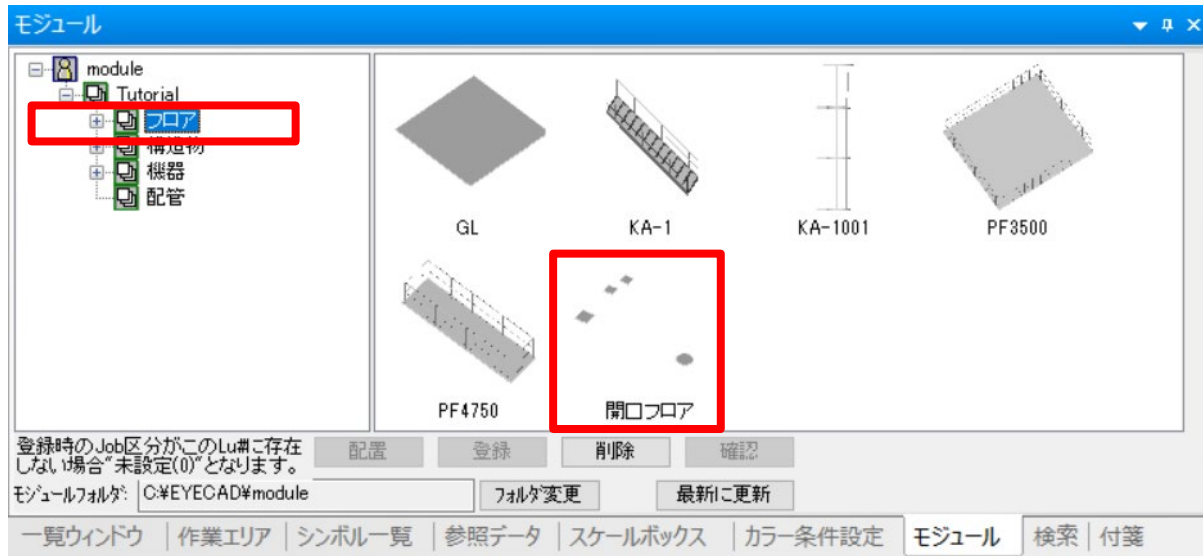 モジュール
module
Tutorial
フロア
構造物
機器
配管
GL
KA-1
KA-1001
PF3500
PF4750
開口フロア
登録時のJob区分がこのLu#に存在
しない場合"未設定(0)"となります。
配置
登録
削除
確認
モジュールフォルダ:
C:¥EYECAD¥module
フォルダ変更
最新に更新
一覧ウィンドウ
作業エリア
シンボル一覧
参照データ
スケールボックス
カラー条件設定
モジュール
検索
付箋